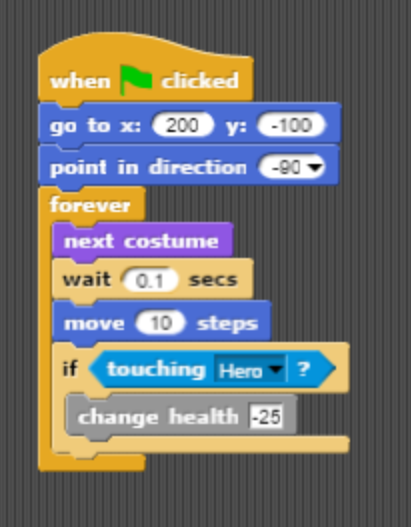 when clicked
go to x: 200 y: -100
point in direction -90
forever
next costume
wait 0.1 secs
move 10 steps
if touching Hero ?
change health -25